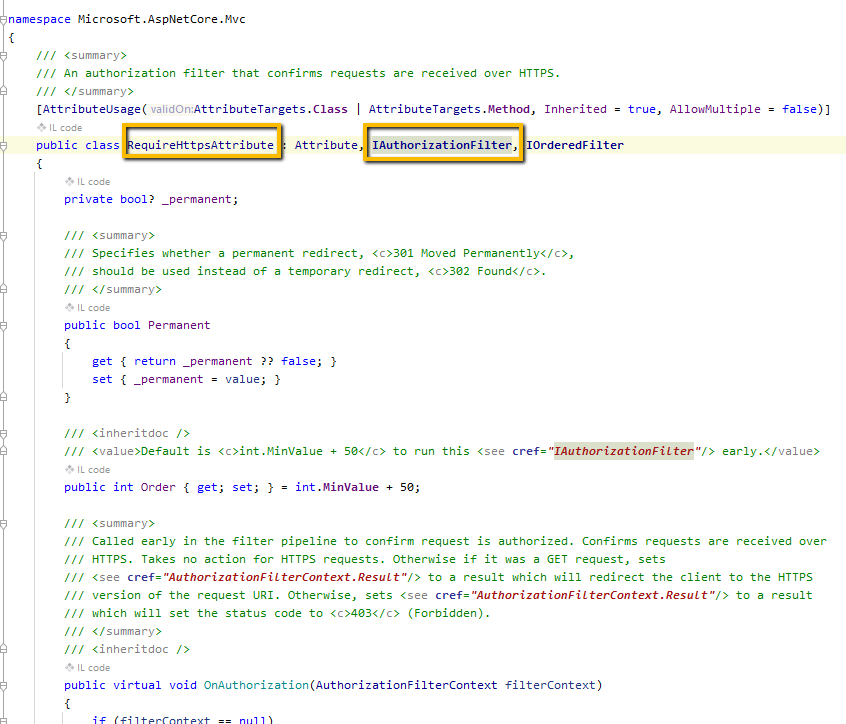 namespace Microsoft.AspNetCore.Mvc
{
/// <summary>
/// An authorization filter that confirms requests are received over HTTPS.
/// </summary>
[AttributeUsage(validOn:AttributeTargets.Class | AttributeTargets.Method, Inherited = true, AllowMultiple = false)]
IL code
public class RequireHttpsAttribute : Attribute, IAuthorizationFilter, IOrderedFilter
{
IL code
private bool? _permanent;
/// <summary>
/// Specifies whether a permanent redirect, <c>301 Moved Permanently</c>,
/// should be used instead of a temporary redirect, <c>302 Found</c>.
/// </summary>
IL code
public bool Permanent
{
get { return _permanent ?? false; }
set { _permanent = value; }
}
/// <inheritdoc />
/// <value>Default is <c>int.MinValue + 50</c> to run this <see cref="IAuthorizationFilter"/> early.</value>
IL code
public int Order { get; set; } = int.MinValue + 50;
/// <summary>
/// Called early in the filter pipeline to confirm request is authorized. Confirms requests are received over
/// HTTPS. Takes no action for HTTPS requests. Otherwise if it was a GET request, sets
/// <see cref="AuthorizationFilterContext.Result"/> to a result which will redirect the client to the HTTPS
/// version of the request URI. Otherwise, sets <see cref="AuthorizationFilterContext.Result"/> to a result
/// which will set the status code to <c>403</c> (Forbidden).
/// </summary>
/// <inheritdoc />
IL code
public virtual void OnAuthorization(AuthorizationFilterContext filterContext)
{
if (filterContext == null)